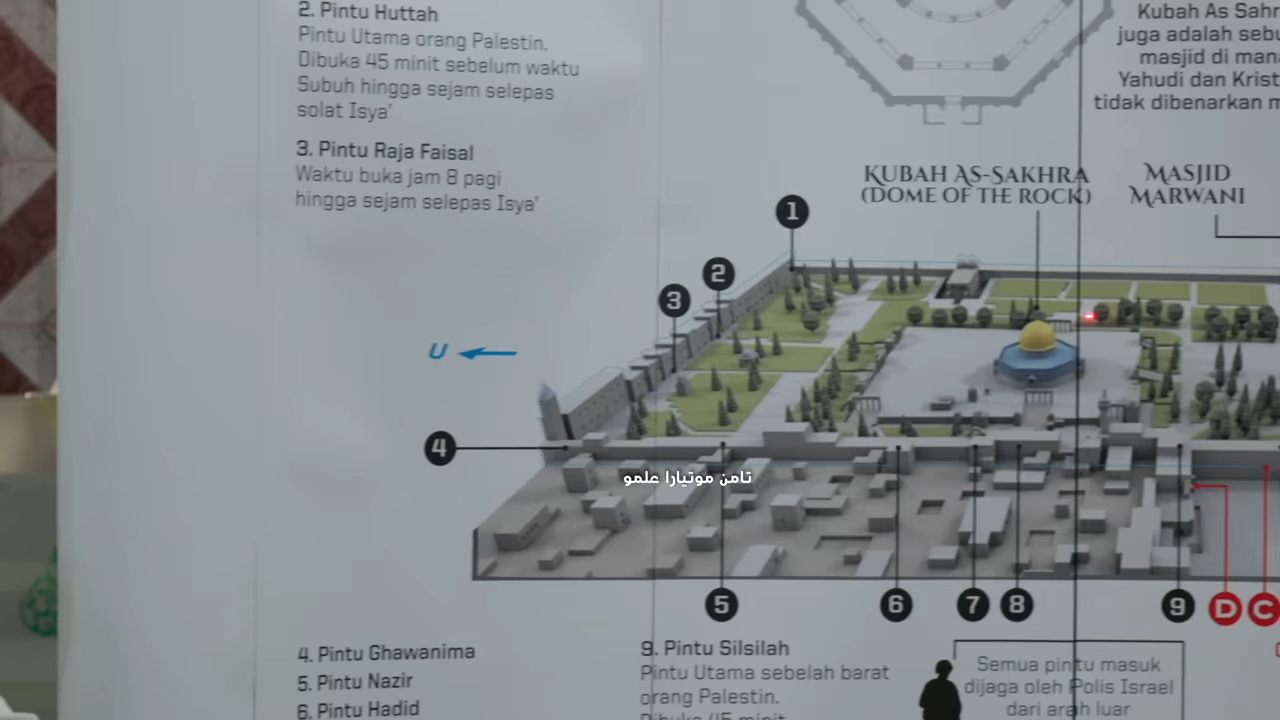 2. Pintu Huttah
Pintu Utama orang Palestin.
Dibuka 45 minit sebelum waktu
Subuh hingga sejam selepas
solat Isya'
3. Pintu Raja Faisal
Waktu buka jam 8 pagi
hingga sejam selepas Isya'
Kubah As Sahr
juga adalah sebu
masjid di man
Yahudi dan Krist
tidak dibenarkan m
KUBAH AS-SAKHRA
(DOME OF THE ROCK)
MASJID
MARWANI
1
2
3
U
4
تامن موتيارا علمو
5
6
7
8
9
D
C
4. Pintu Ghawanima
5. Pintu Nazir
6. Pintu Hadid
9. Pintu Silsilah
Pintu Utama sebelah barat
orang Palestin.
Dibuka 45 minit
Semua pintu masuk
dijaga oleh Polis Israel
dari arah luar